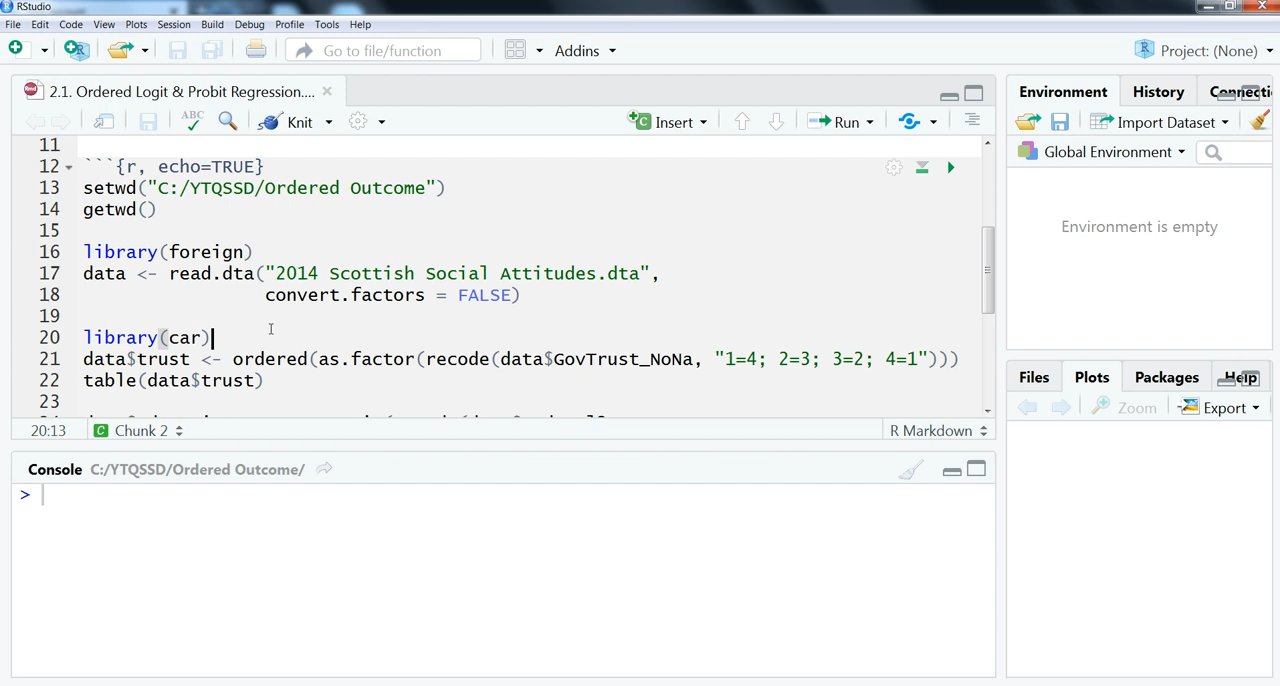 RStudio
File Edit Code View Plots Session Build Debug Profile Tools Help
Go to file/function Addins Project: (None)
2.1. Ordered Logit & Probit Regression....
ABC Knit Insert Run
11
12 ```{r, echo=TRUE}
13 setwd("C:/YTQSSD/Ordered Outcome")
14 getwd()
15
16 library(foreign)
17 data <- read.dta("2014 Scottish Social Attitudes.dta",
18 convert.factors = FALSE)
19
20 library(car)
21 data$trust <- ordered(as.factor(recode(data$GovTrust_NoNa, "1=4; 2=3; 3=2; 4=1")))
22 table(data$trust)
23
20:13 Chunk 2 R Markdown
Console C:/YTQSSD/Ordered Outcome/
>
Environment History Connecti
Import Dataset
Global Environment
Environment is empty
Files Plots Packages Help
Zoom Export